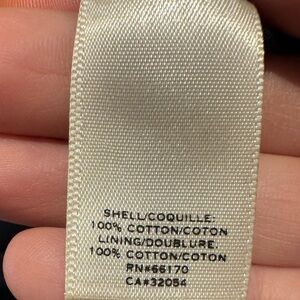 SHELL/COQUILLE:
100% COTTON/COTON
LINING/DOUBLURE:
100% COTTON/COTON
RN#66170
CA#32054